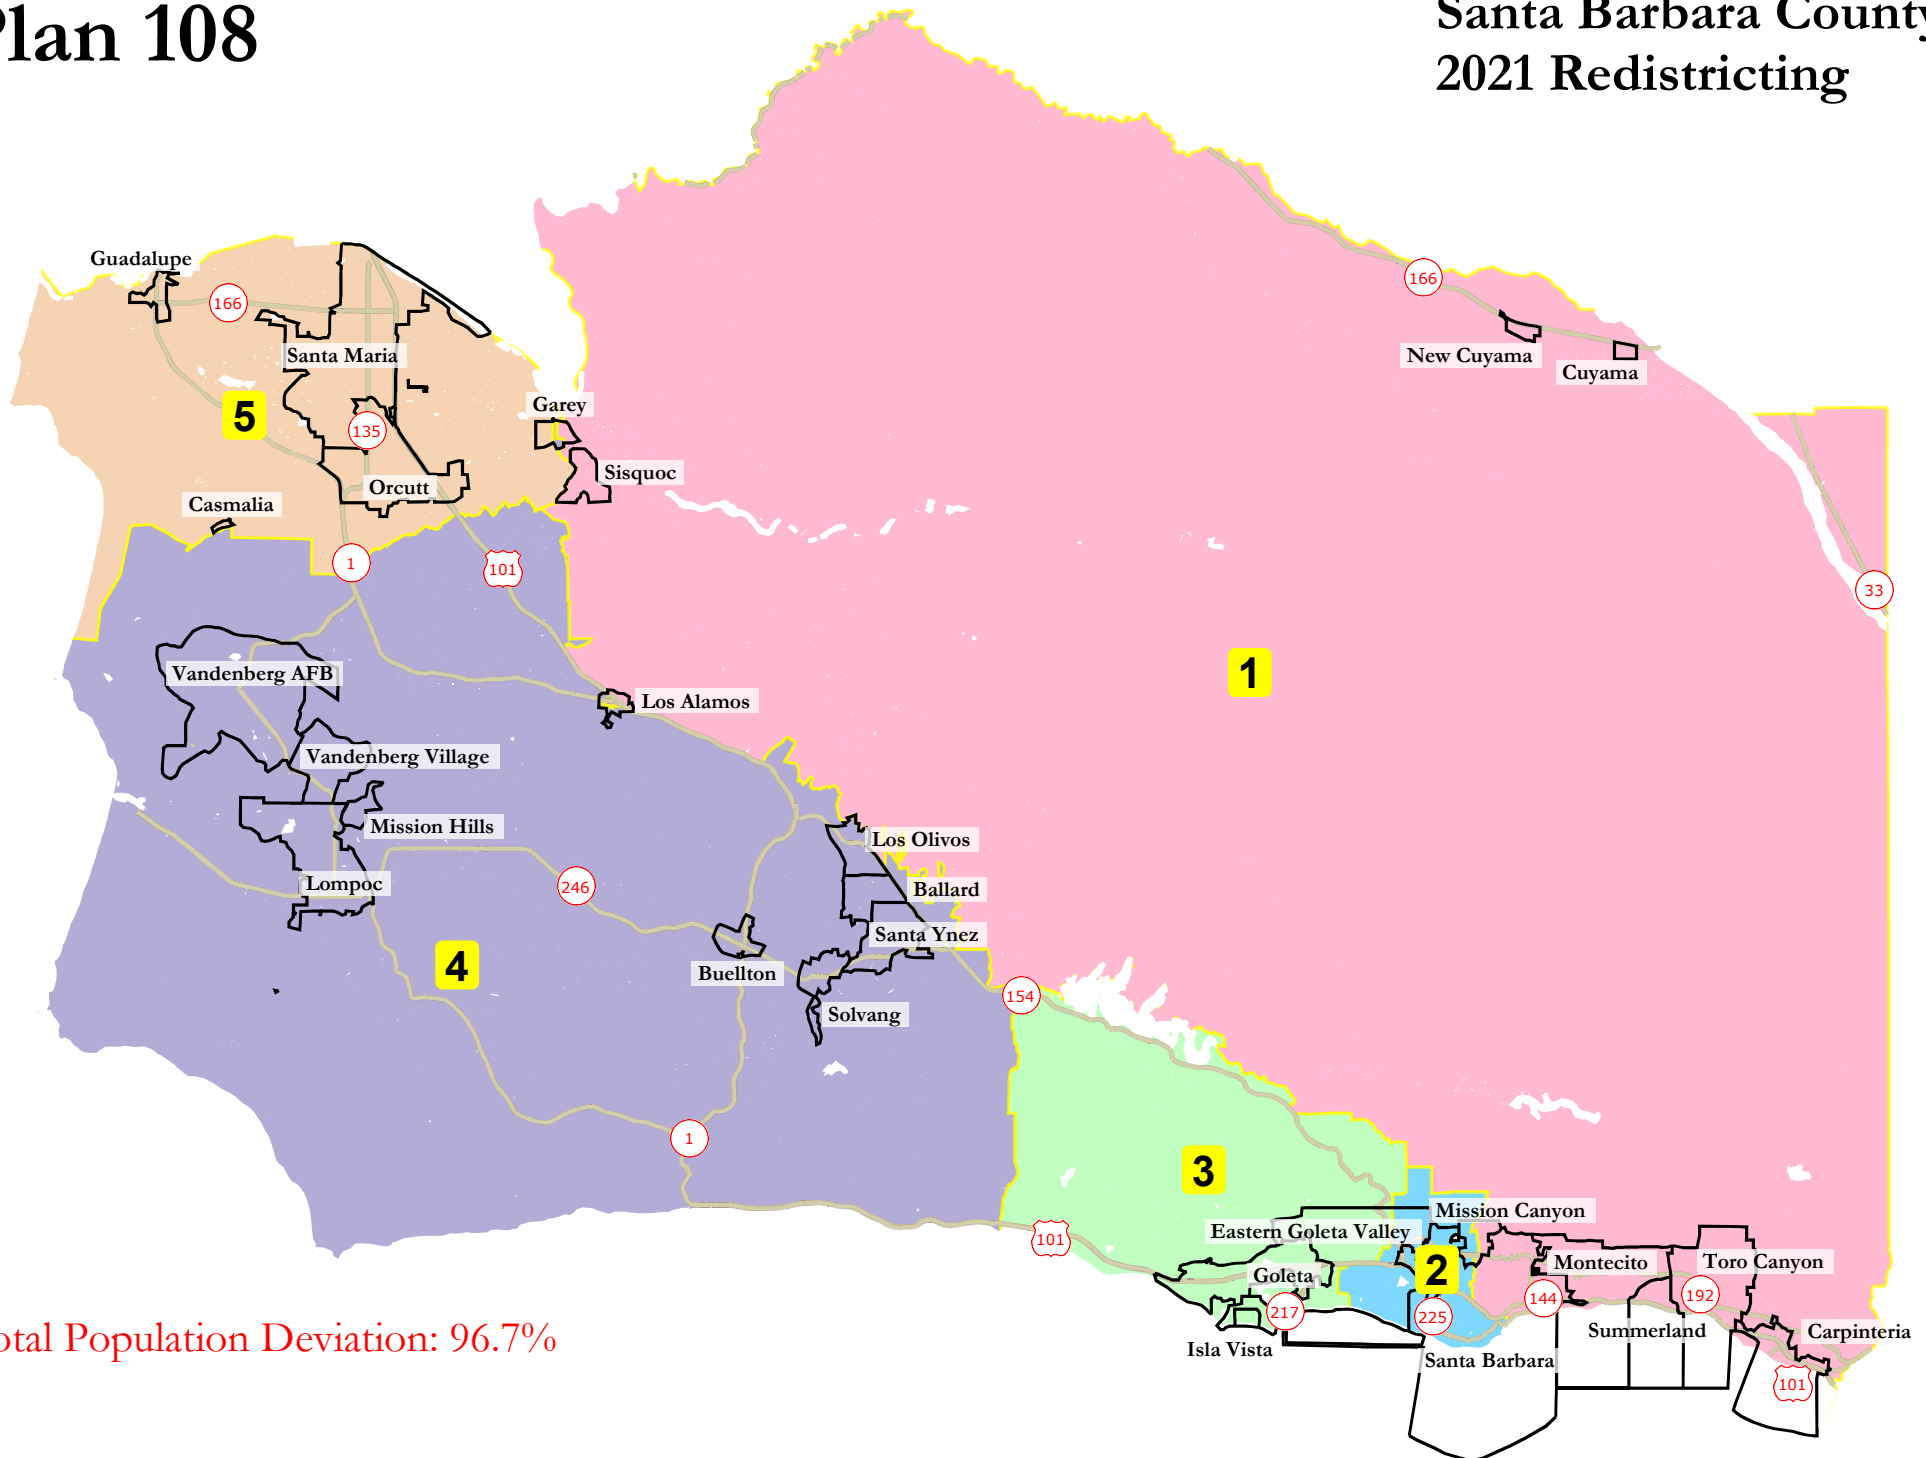 Plan 108
Santa Barbara County
2021 Redistricting
Guadalupe
166
166
Santa Maria
New Cuyama
Cuyama
5
135
Garey
Sisquoc
Orcutt
Casmalia
1
101
33
Vandenberg AFB
1
Los Alamos
Vandenberg Village
Mission Hills
Los Olivos
Lompoc
246
Ballard
Santa Ynez
4
Buellton
154
Solvang
1
3
Mission Canyon
Eastern Goleta Valley
101
2
Montecito
Toro Canyon
Goleta
144
192
217
225
Summerland
Carpinteria
Isla Vista
Santa Barbara
101
otal Population Deviation: 96.7%